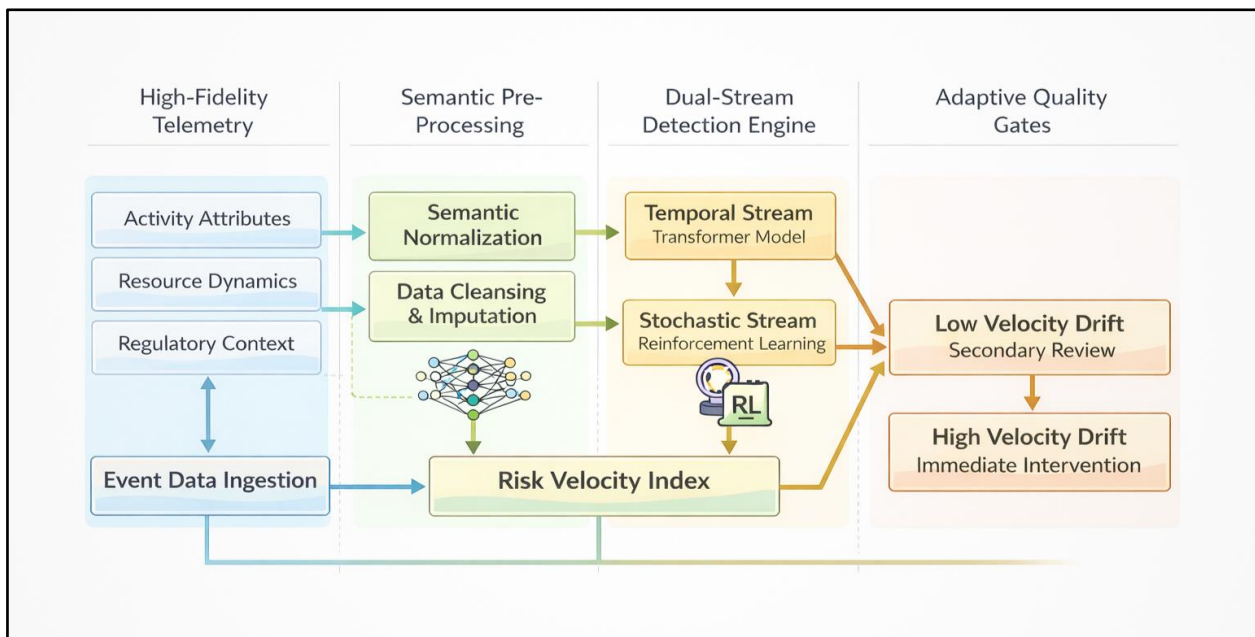 High-Fidelity
Telemetry
Semantic Pre-
Processing
Dual-Stream
Detection Engine
Adaptive Quality
Gates
Activity Attributes
Resource Dynamics
Regulatory Context
Event Data Ingestion
Semantic
Normalization
Data Cleansing
& Imputation
Temporal Stream
Transformer Model
Stochastic Stream
Reinforcement Learning
RL
Risk Velocity Index
Low Velocity Drift
Secondary Review
High Velocity Drift
Immediate Intervention